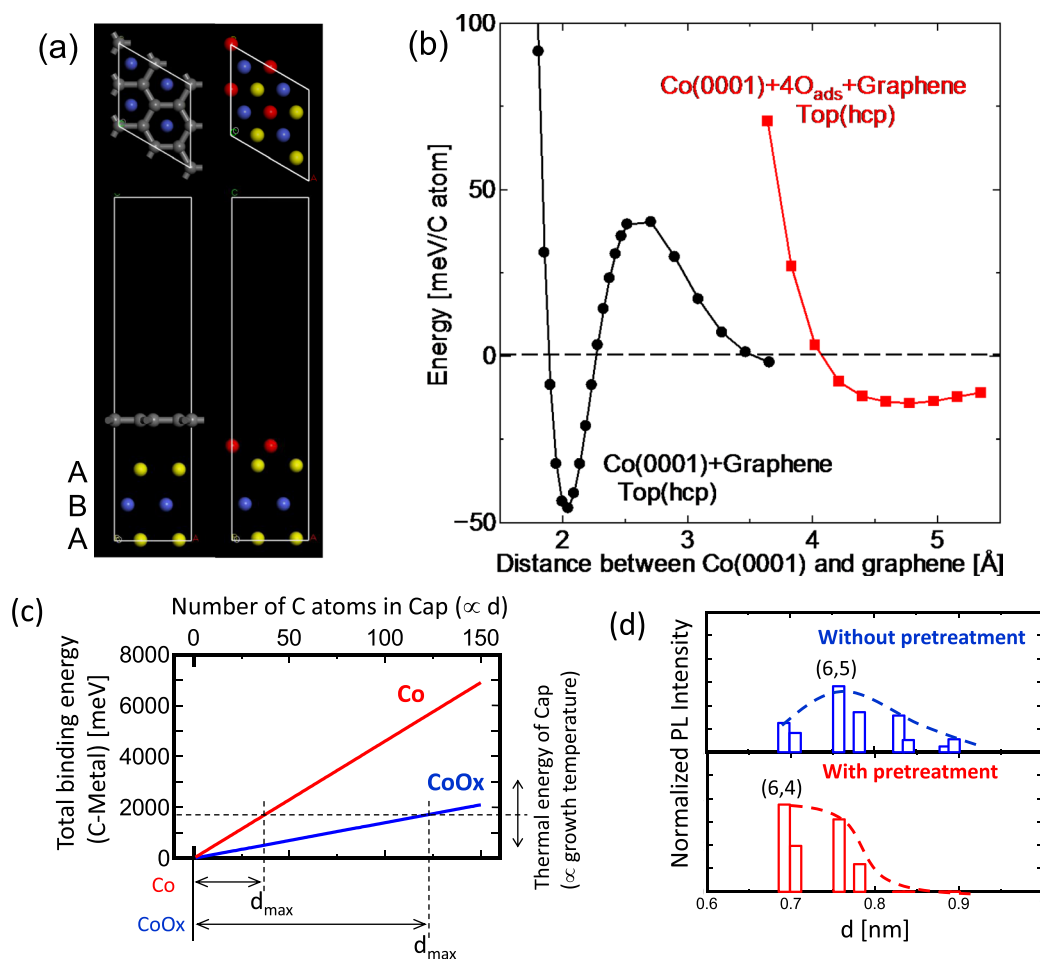 (a)
A
B
A
(b)
100
50
0
−50
Energy [meV/C atom]
Co(0001)+4Oads+Graphene
Top(hcp)
Co(0001)+Graphene
Top(hcp)
2
3
4
5
Distance between Co(0001) and graphene [Å]
(c)
Number of C atoms in Cap (∝ d)
0
50
100
150
8000
6000
4000
2000
0
Total binding energy
(C-Metal) [meV]
Co
CoOx
Thermal energy of Cap
(∝ growth temperature)
Co
dmax
CoOx
dmax
(d)
Normalized PL Intensity
Without pretreatment
(6,5)
With pretreatment
(6,4)
0.6
0.7
0.8
0.9
d [nm]